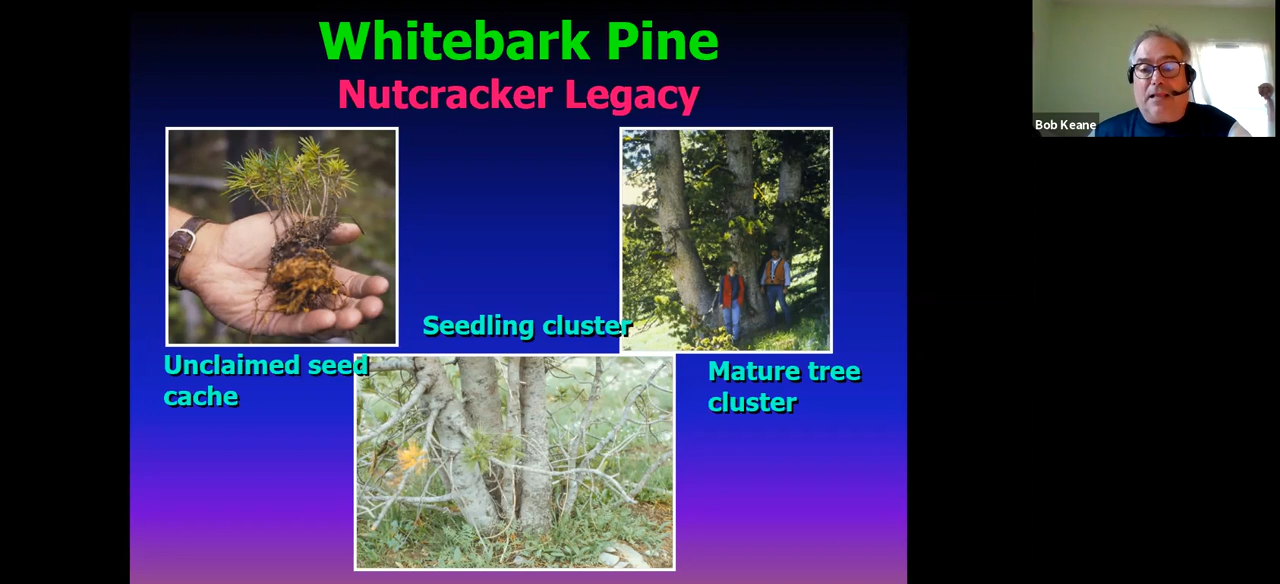 Whitebark Pine
Nutcracker Legacy
Bob Keane
Seedling cluster
Unclaimed seed
cache
Mature tree
cluster